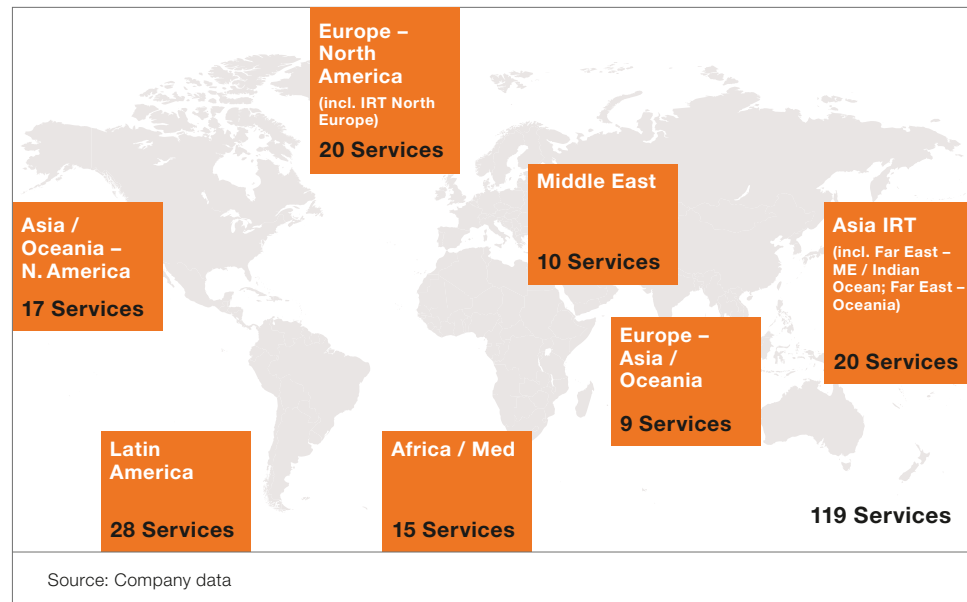 Europe –
North
America
(incl. IRT North
Europe)
20 Services
Middle East
10 Services
Asia /
Oceania –
N. America
17 Services
Asia IRT
(incl. Far East –
ME / Indian
Ocean; Far East –
Oceania)
20 Services
Europe –
Asia /
Oceania
9 Services
Latin
America
28 Services
Africa / Med
15 Services
119 Services
Source: Company data